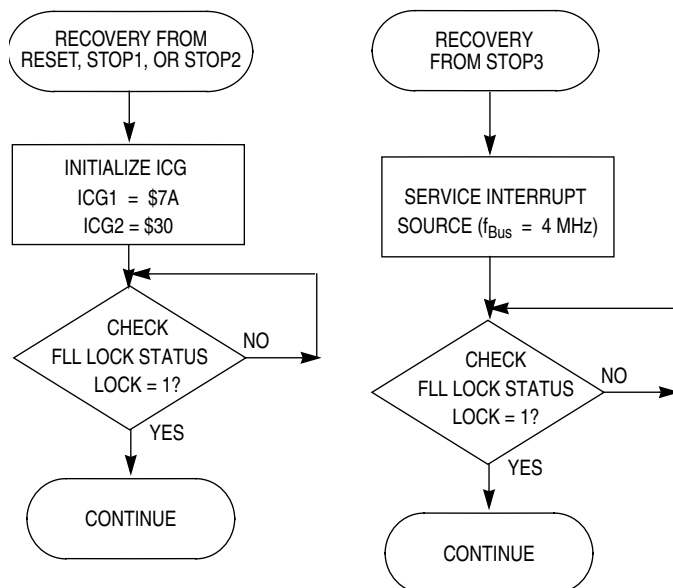 RECOVERY FROM
RESET, STOP1, OR STOP2
INITIALIZE ICG
ICG1 = $7A
ICG2 = $30
CHECK
FLL LOCK STATUS
LOCK = 1?
NO
YES
CONTINUE
RECOVERY
FROM STOP3
SERVICE INTERRUPT
SOURCE (fBus = 4 MHz)
CHECK
FLL LOCK STATUS
LOCK = 1?
NO
YES
CONTINUE